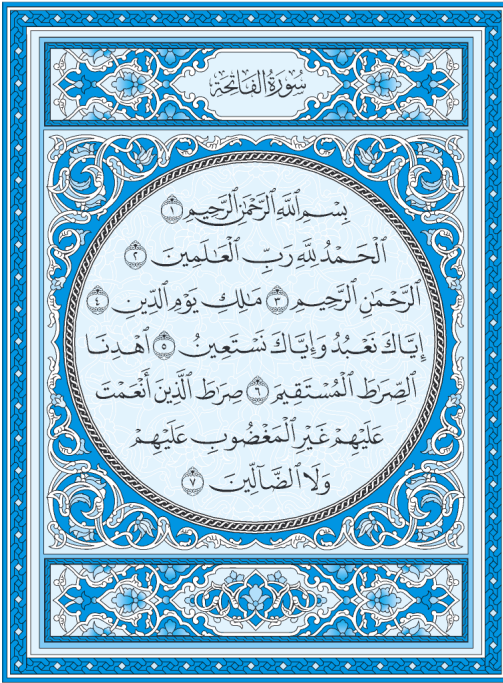 سُورَةُ الفَاتِحَةِ
بِسْمِ ٱللَّهِ ٱلرَّحْمَٰنِ ٱلرَّحِيمِ ١
ٱلْحَمْدُ لِلَّهِ رَبِّ ٱلْعَٰلَمِينَ ٢
ٱلرَّحْمَٰنِ ٱلرَّحِيمِ ٣ مَٰلِكِ يَوْمِ ٱلدِّينِ ٤
إِيَّاكَ نَعْبُدُ وَإِيَّاكَ نَسْتَعِينُ ٥ ٱهْدِنَا
ٱلصِّرَٰطَ ٱلْمُسْتَقِيمَ ٦ صِرَٰطَ ٱلَّذِينَ أَنْعَمْتَ
عَلَيْهِمْ غَيْرِ ٱلْمَغْضُوبِ عَلَيْهِمْ
وَلَا ٱلضَّآلِّينَ ٧